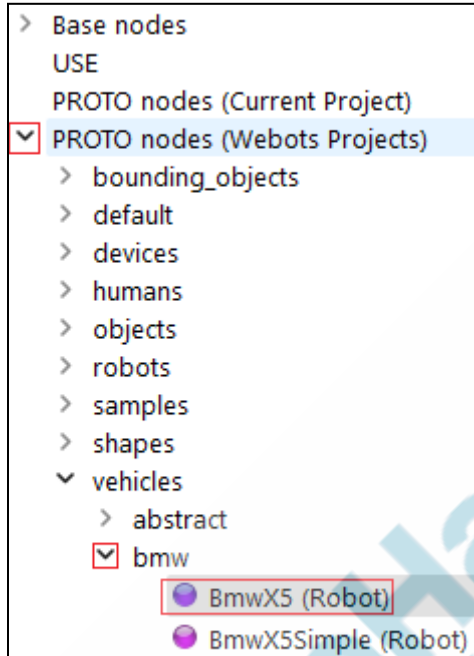 Base nodes
USE
PROTO nodes (Current Project)
PROTO nodes (Webots Projects)
bounding_objects
default
devices
humans
objects
robots
samples
shapes
vehicles
abstract
bmw
BmwX5 (Robot)
BmwX5Simple (Robot)